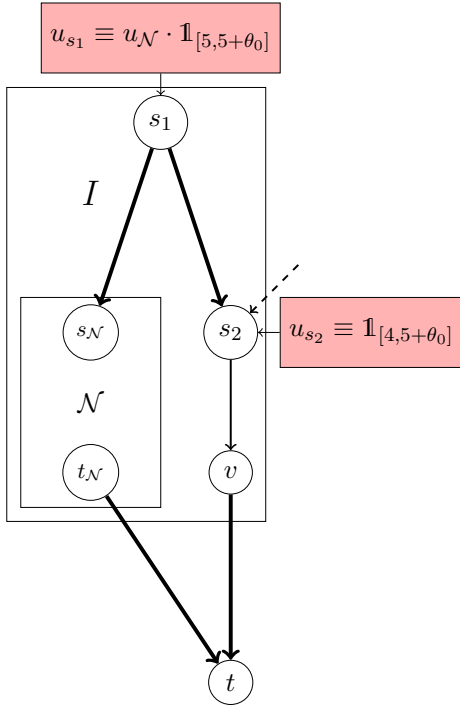 u_{s_1} ≡ u_𝒩 · 𝟙_{[5,5+θ_0]}
s_1
I
s_𝒩
s_2
u_{s_2} ≡ 𝟙_{[4,5+θ_0]}
𝒩
t_𝒩
v
t